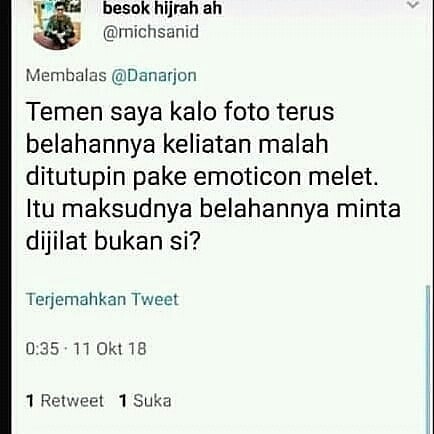 besok hijrah ah
@michsanid
Membalas @Danarjon
Temen saya kalo foto terus
belahannya keliatan malah
ditutupin pake emoticon melet.
Itu maksudnya belahannya minta
dijilat bukan si?
Terjemahkan Tweet
0:35 · 11 Okt 18
1 Retweet 1 Suka